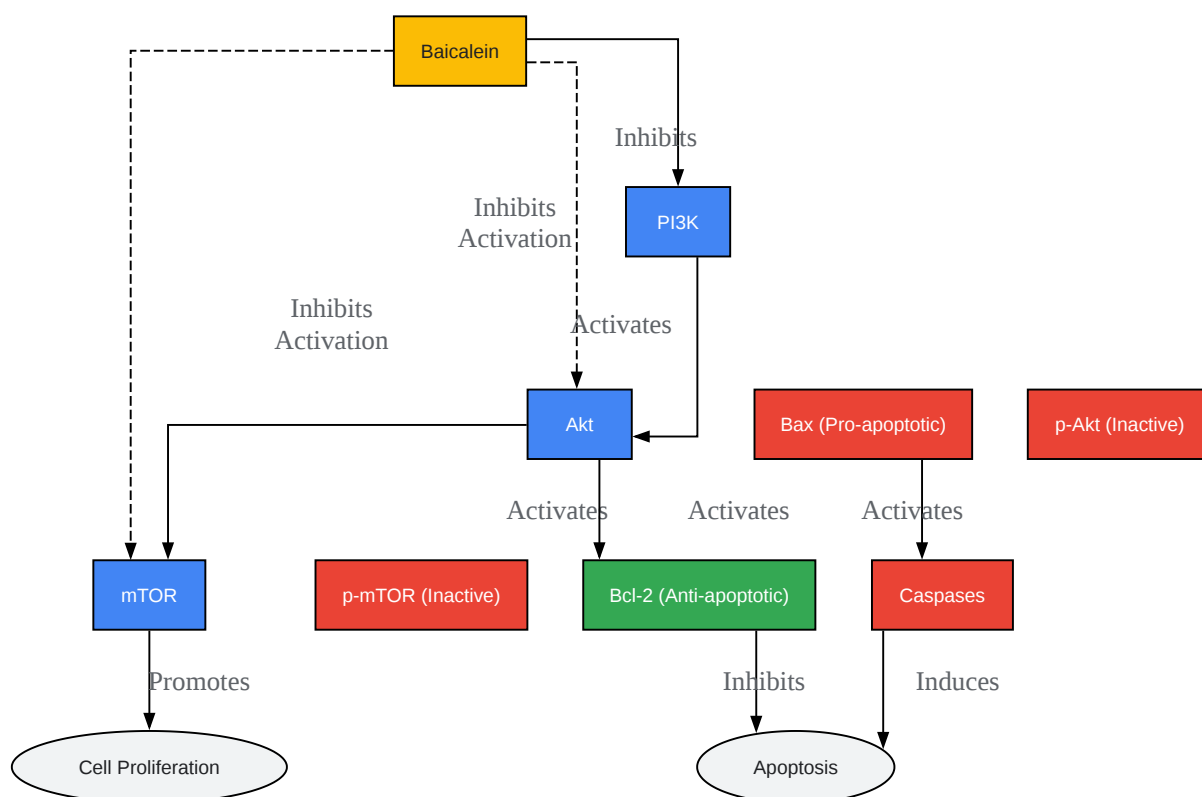 Baicalein
Inhibits
PI3K
Inhibits
Activation
Inhibits
Activation
Activates
Akt
Bax (Pro-apoptotic)
p-Akt (Inactive)
Activates
Activates
Activates
mTOR
p-mTOR (Inactive)
Bcl-2 (Anti-apoptotic)
Caspases
Promotes
Inhibits
Induces
Cell Proliferation
Apoptosis